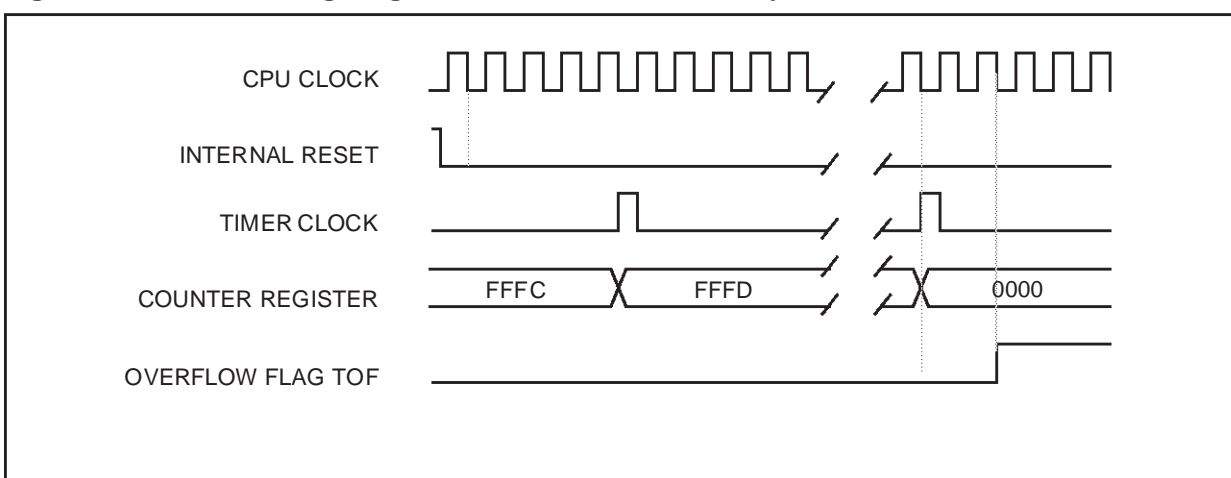 CPU CLOCK
INTERNAL RESET
TIMER CLOCK
COUNTER REGISTER
FFFC
FFFD
0000
OVERFLOW FLAG TOF